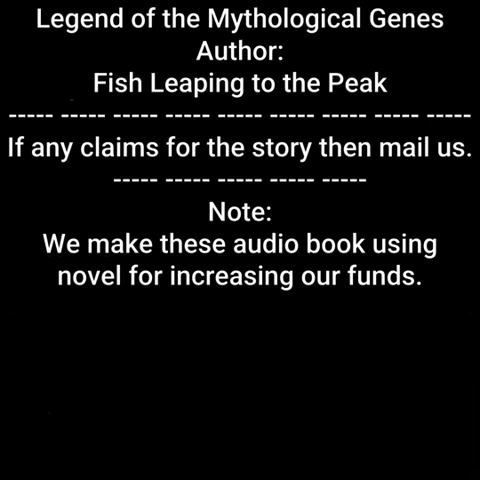 Legend of the Mythological Genes
Author:
Fish Leaping to the Peak
----- ----- ----- ----- ----- ----- ----- ----- -----
If any claims for the story then mail us.
----- ----- ----- ----- -----
Note:
We make these audio book using
novel for increasing our funds.